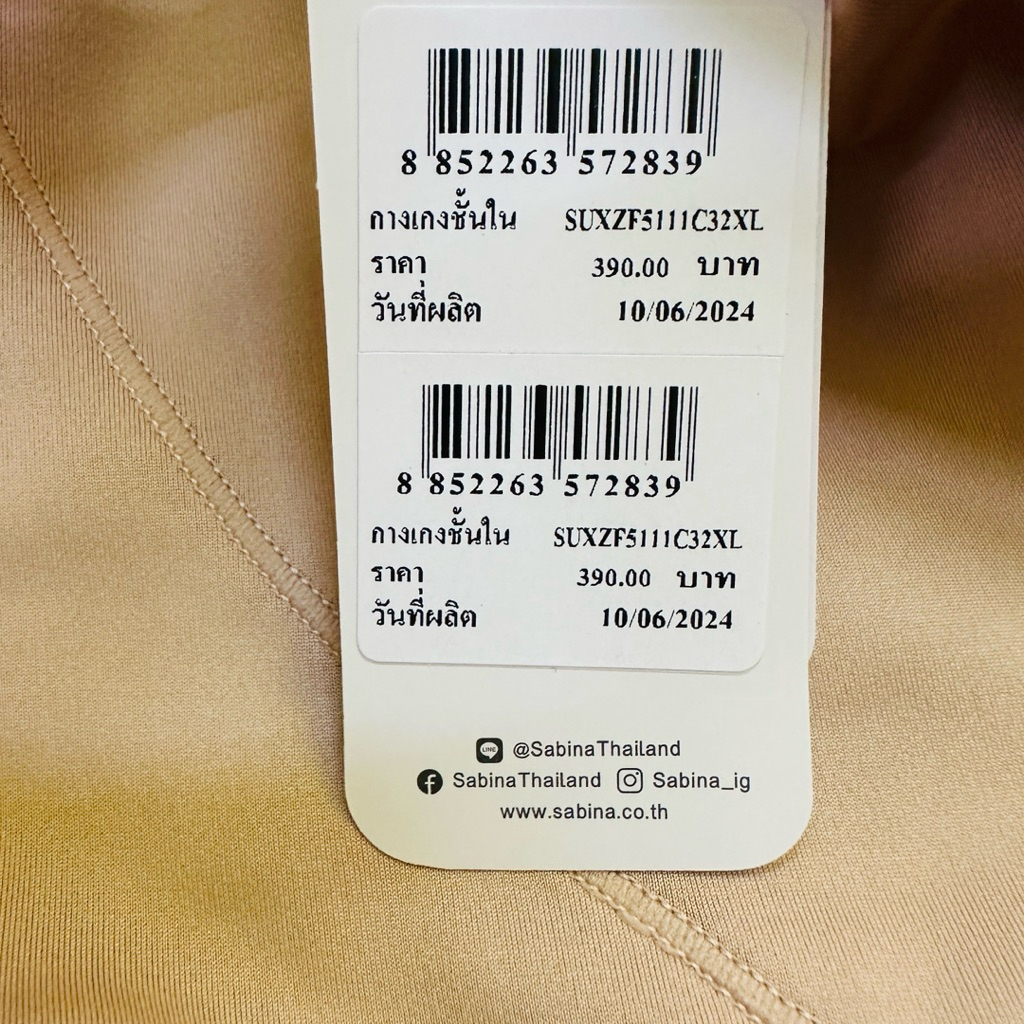 8 852263 572839
กางเกงชั้นใน SUXZF5111C32XL
ราคา 390.00 บาท
วันที่ผลิต 10/06/2024
8 852263 572839
กางเกงชั้นใน SUXZF5111C32XL
ราคา 390.00 บาท
วันที่ผลิต 10/06/2024
LINE @SabinaThailand
SabinaThailand Sabina_ig
www.sabina.co.th